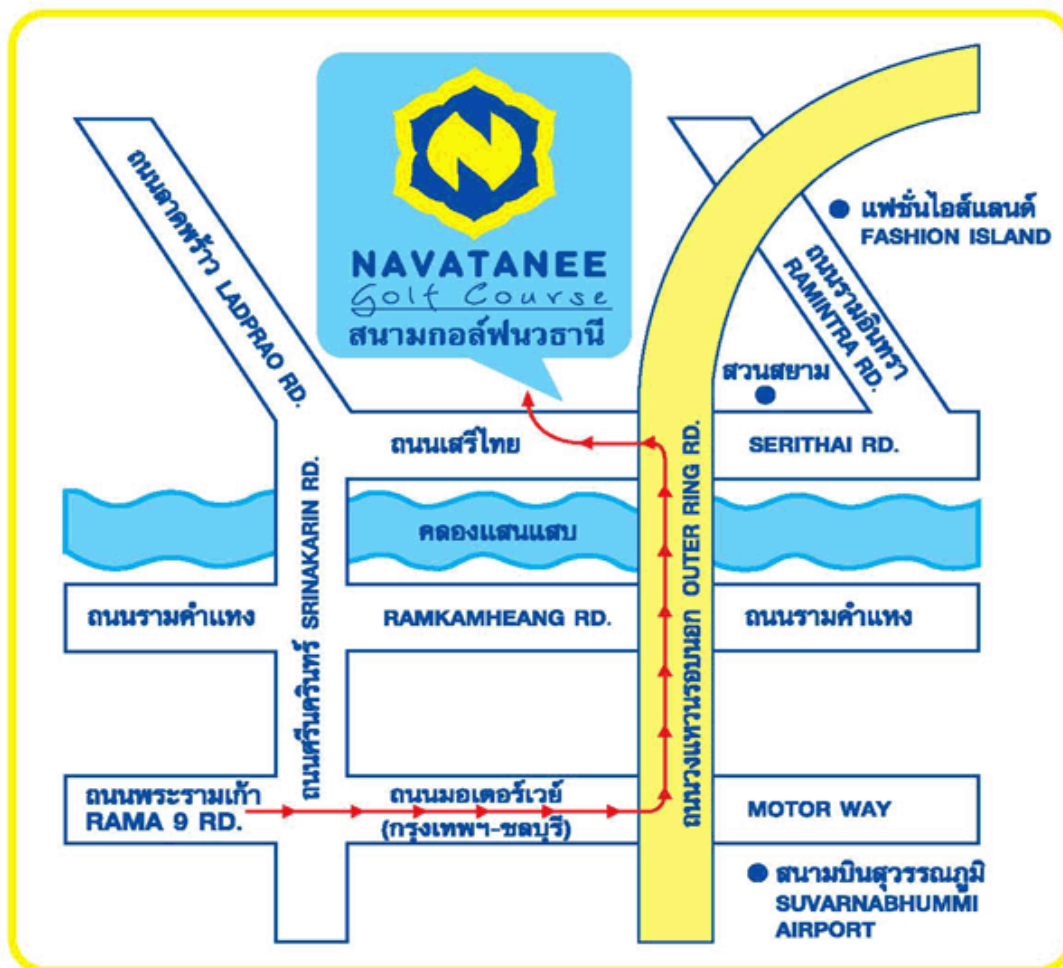 NAVATANEE
Golf Course
สนามกอล์ฟนวธานี
ถนนลาดพร้าว LADPRAO RD.
แฟชั่นไอส์แลนด์
FASHION ISLAND
ถนนรามอินทรา
RAMINTRA RD.
สวนสยาม
ถนนเสรีไทย
SERITHAI RD.
คลองแสนแสบ
ถนนศรีนครินทร์ SRINAKARIN RD.
ถนนวงแหวนรอบนอก OUTER RING RD.
ถนนรามคำแหง
RAMKAMHEANG RD.
ถนนรามคำแหง
ถนนพระรามเก้า
RAMA 9 RD.
ถนนมอเตอร์เวย์
(กรุงเทพฯ-ชลบุรี)
MOTOR WAY
สนามบินสุวรรณภูมิ
SUVARNABHUMMI
AIRPORT